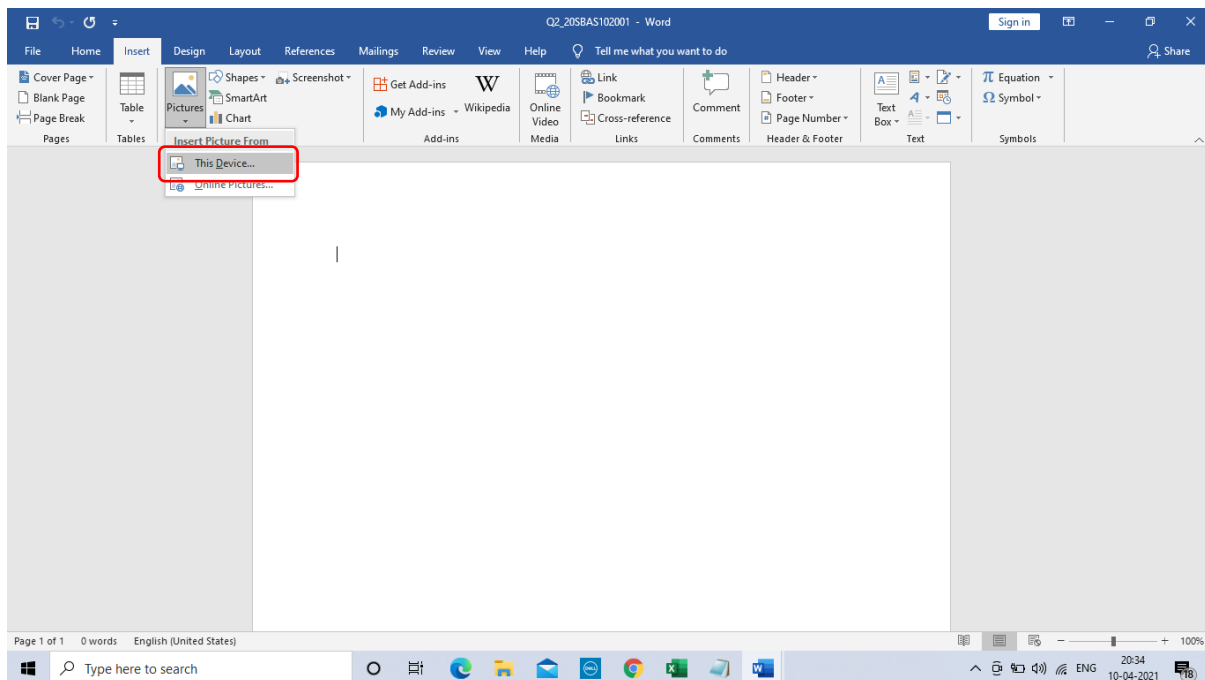 Q2_20SBAS102001 - Word
Sign in
File Home Insert Design Layout References Mailings Review View Help Tell me what you want to do Share
Cover Page
Blank Page
Page Break
Pages
Table
Tables
Pictures
Shapes
SmartArt
Chart
Screenshot
Get Add-ins
My Add-ins
W
Wikipedia
Add-ins
Online
Video
Media
Link
Bookmark
Cross-reference
Links
Comment
Comments
Header
Footer
Page Number
Header & Footer
Text
Box
Text
Equation
Symbol
Symbols
Insert Picture From
This Device...
Online Pictures...
Page 1 of 1 0 words English (United States) 100%
Type here to search
DELL
ENG
20:34
10-04-2021
18